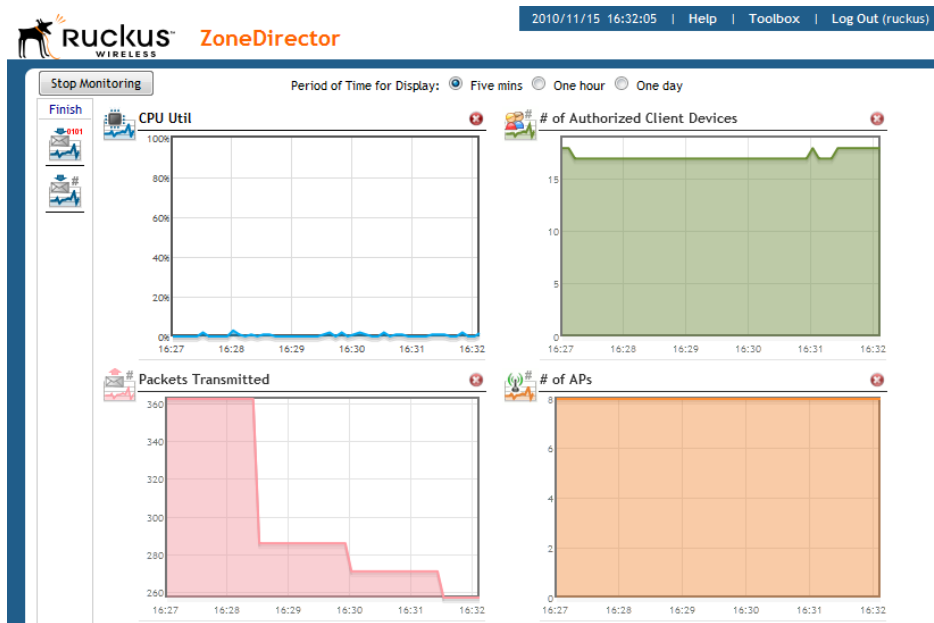 2010/11/15 16:32:05 | Help | Toolbox | Log Out (ruckus)
RUCKUS ZoneDirector
WIRELESS
Stop Monitoring Period of Time for Display: Five mins One hour One day
Finish
0101
#
CPU Util
100%
80%
60%
40%
20%
0%
16:27 16:28 16:29 16:30 16:31 16:32
# # of Authorized Client Devices
15
10
5
0
16:27 16:28 16:29 16:30 16:31 16:32
# Packets Transmitted
360
340
320
300
280
260
16:27 16:28 16:29 16:30 16:31 16:32
# # of APs
8
6
4
2
0
16:27 16:28 16:29 16:30 16:31 16:32